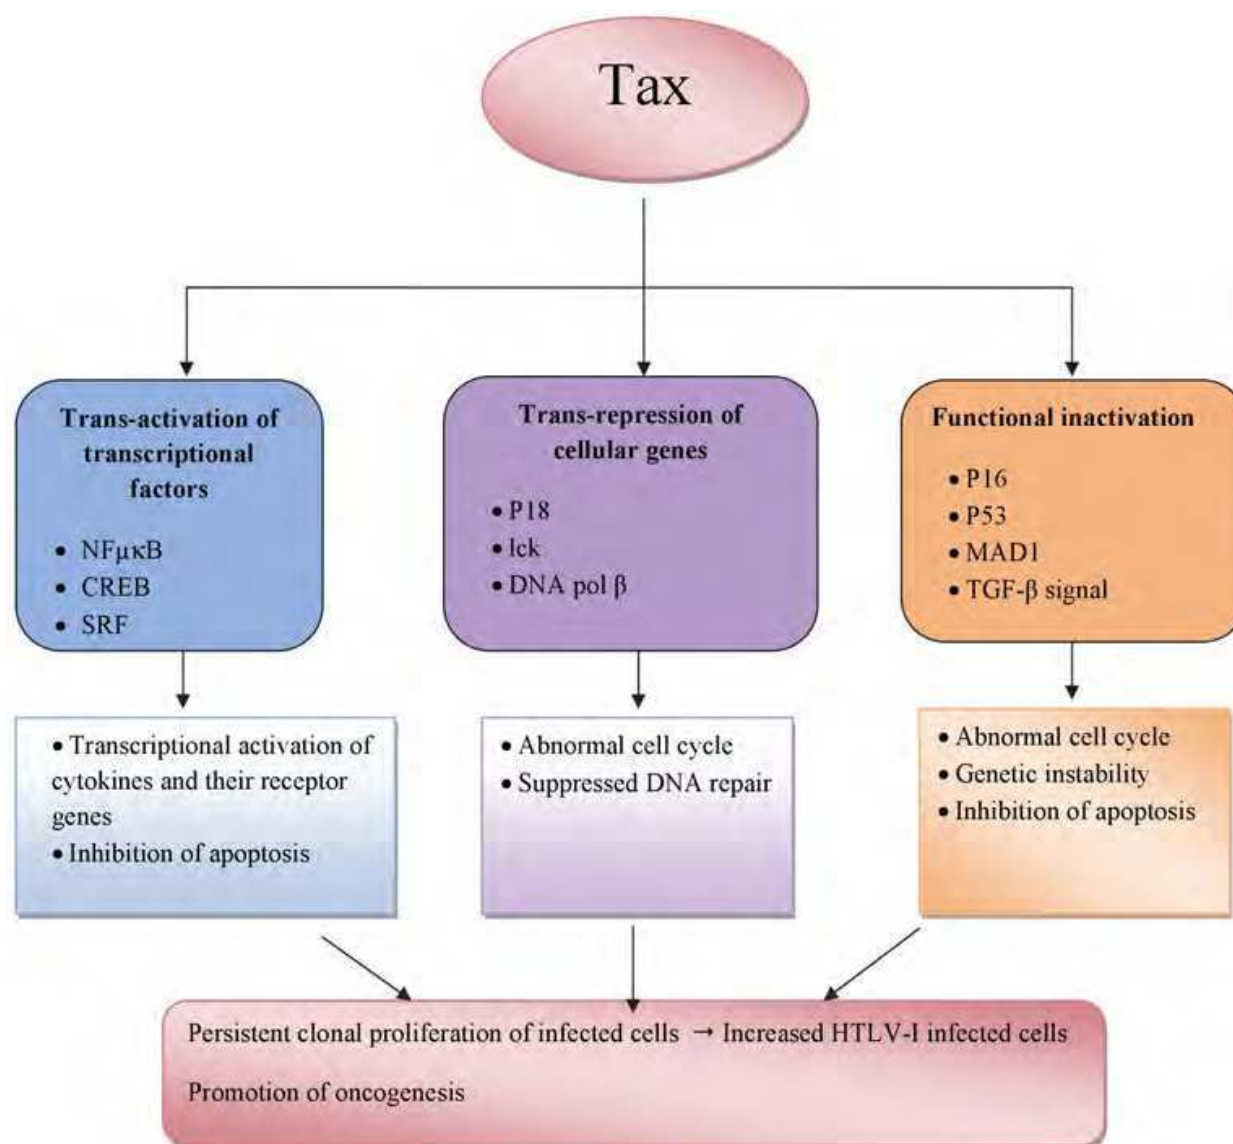 Tax
Trans-activation of
transcriptional
factors
• NFμκB
• CREB
• SRF
Trans-repression of
cellular genes
• P18
• lck
• DNA pol β
Functional inactivation
• P16
• P53
• MAD1
• TGF-β signal
• Transcriptional activation of
cytokines and their receptor
genes
• Inhibition of apoptosis
• Abnormal cell cycle
• Suppressed DNA repair
• Abnormal cell cycle
• Genetic instability
• Inhibition of apoptosis
Persistent clonal proliferation of infected cells → Increased HTLV-I infected cells
Promotion of oncogenesis